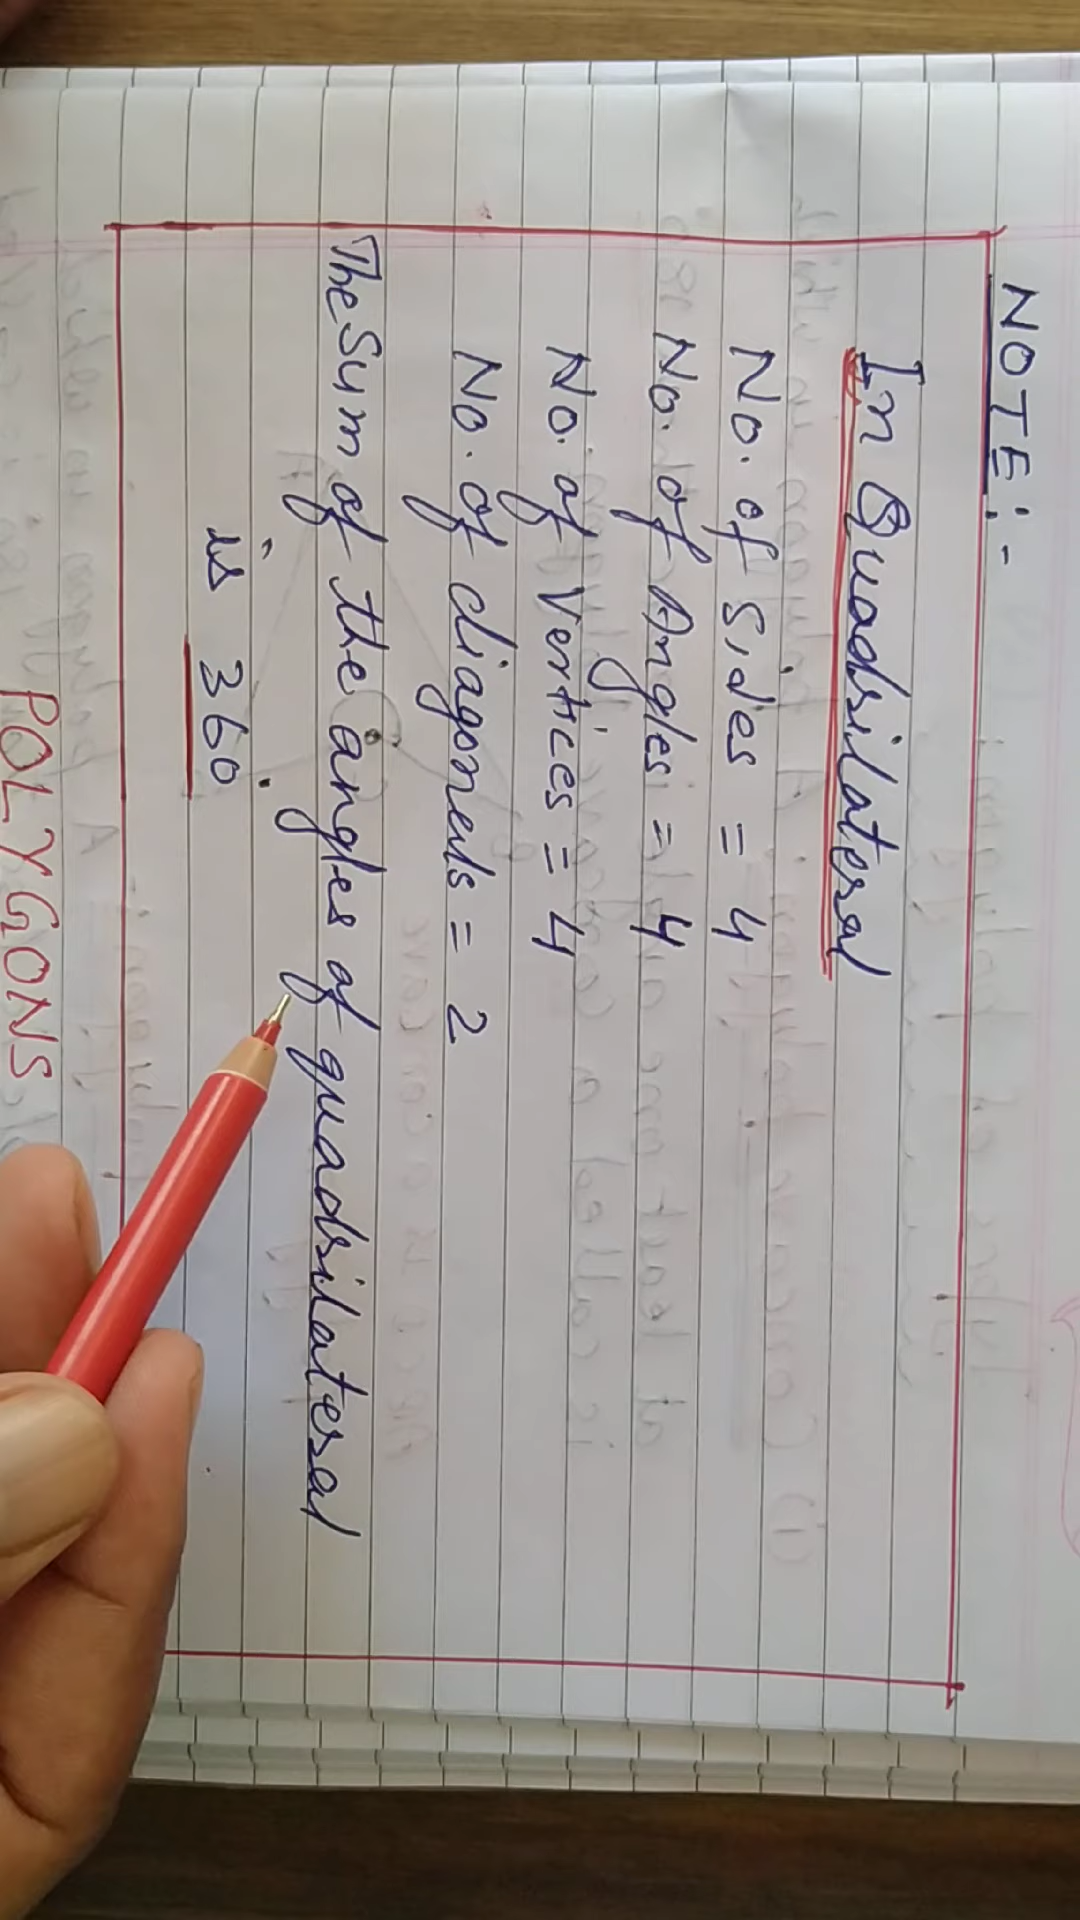 NOTE:-
In Quadrilateral
No. of Sides = 4
No. of Angles = 4
No. of Vertices = 4
No. of diagonals = 2
The Sum of the angles of quadrilateral
is 360.
POLYGONS